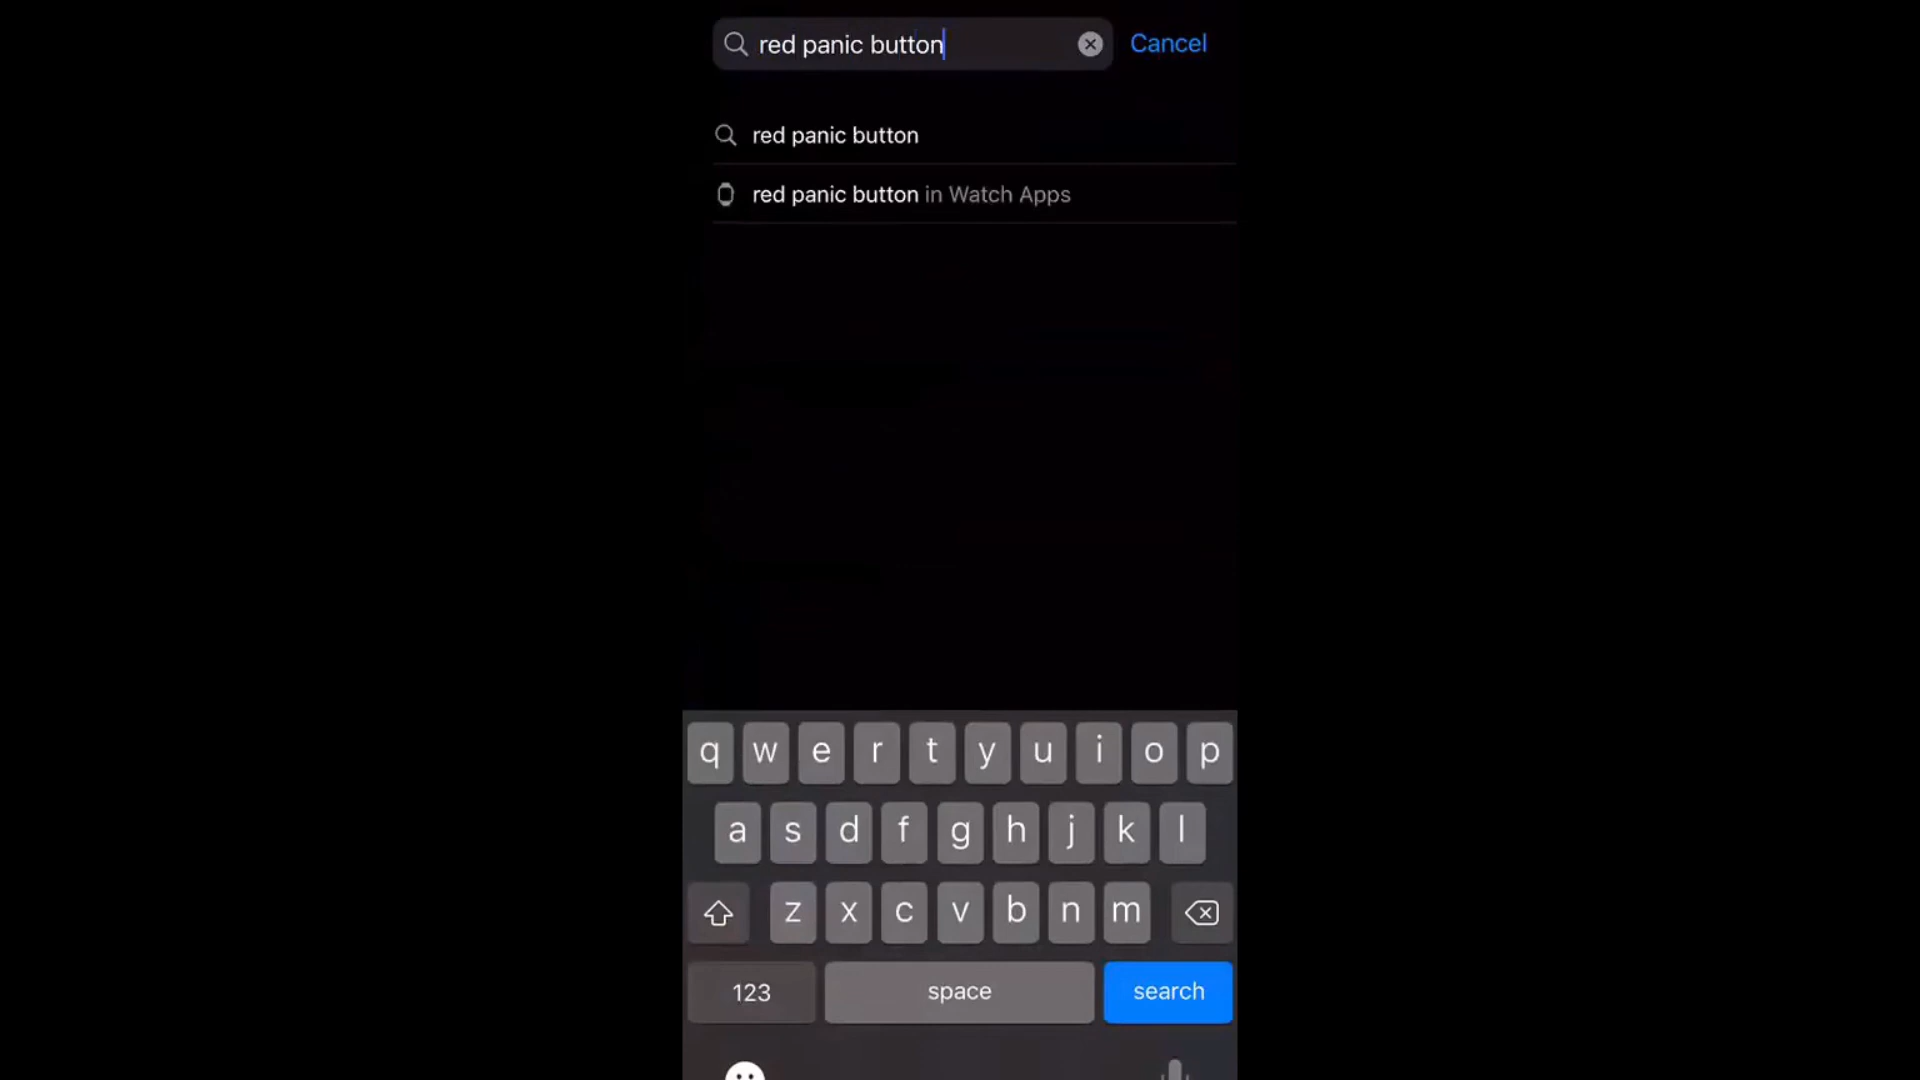 red panic button
Cancel
red panic button
red panic button in Watch Apps
q w e r t y u i o p
a s d f g h j k l
z x c v b n m
123 space search